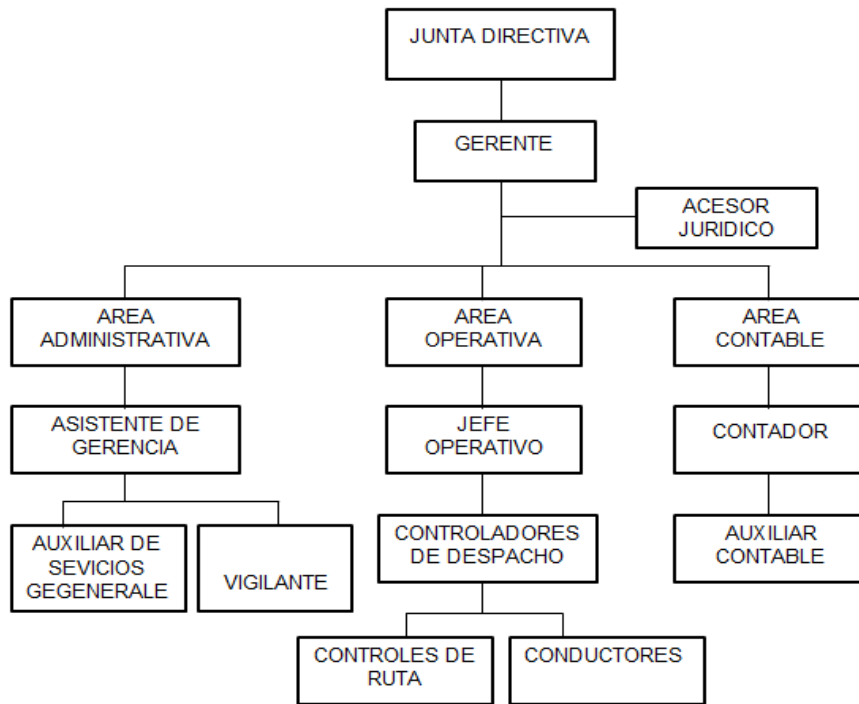 JUNTA DIRECTIVA
GERENTE
ACESOR
JURIDICO
AREA
ADMINISTRATIVA
AREA
OPERATIVA
AREA
CONTABLE
ASISTENTE DE
GERENCIA
JEFE
OPERATIVO
CONTADOR
AUXILIAR DE
SEVICIOS
GEGENERALE
VIGILANTE
CONTROLADORES
DE DESPACHO
AUXILIAR
CONTABLE
CONTROLES DE
RUTA
CONDUCTORES